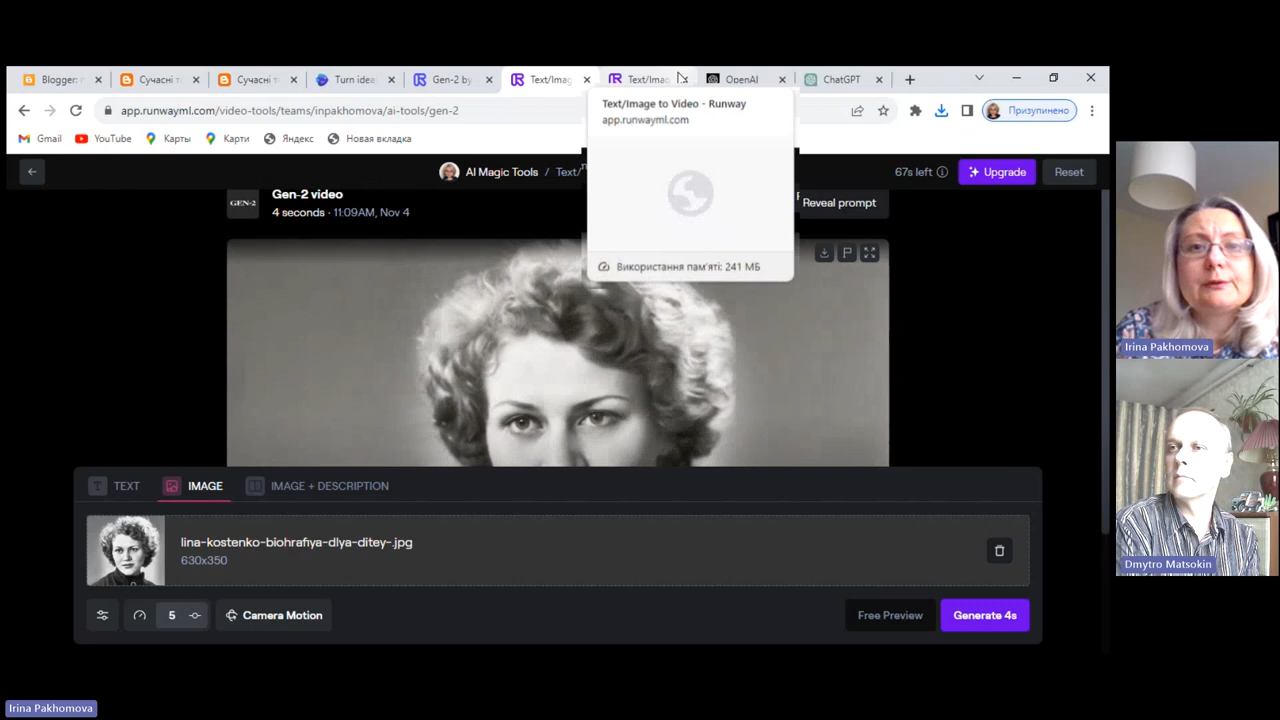 Blogger: 
Сучасні т
Сучасні т
Turn idea
Gen-2 by
Text/Imag
Text/Imag
OpenAI
ChatGPT
app.runwayml.com/video-tools/teams/inpakhomova/ai-tools/gen-2
Призупинено
Gmail
YouTube
Карты
Карти
Яндекс
Новая вкладка
Text/Image to Video - Runway
app.runwayml.com
Використання пам'яті: 241 МБ
AI Magic Tools / Text/
67s left
Upgrade
Reset
GEN-2
Gen-2 video
4 seconds · 11:09AM, Nov 4
Reveal prompt
TEXT
IMAGE
IMAGE + DESCRIPTION
lina-kostenko-biohrafiya-dlya-ditey-.jpg
630x350
5
Camera Motion
Free Preview
Generate 4s
Irina Pakhomova
Dmytro Matsokin
Irina Pakhomova